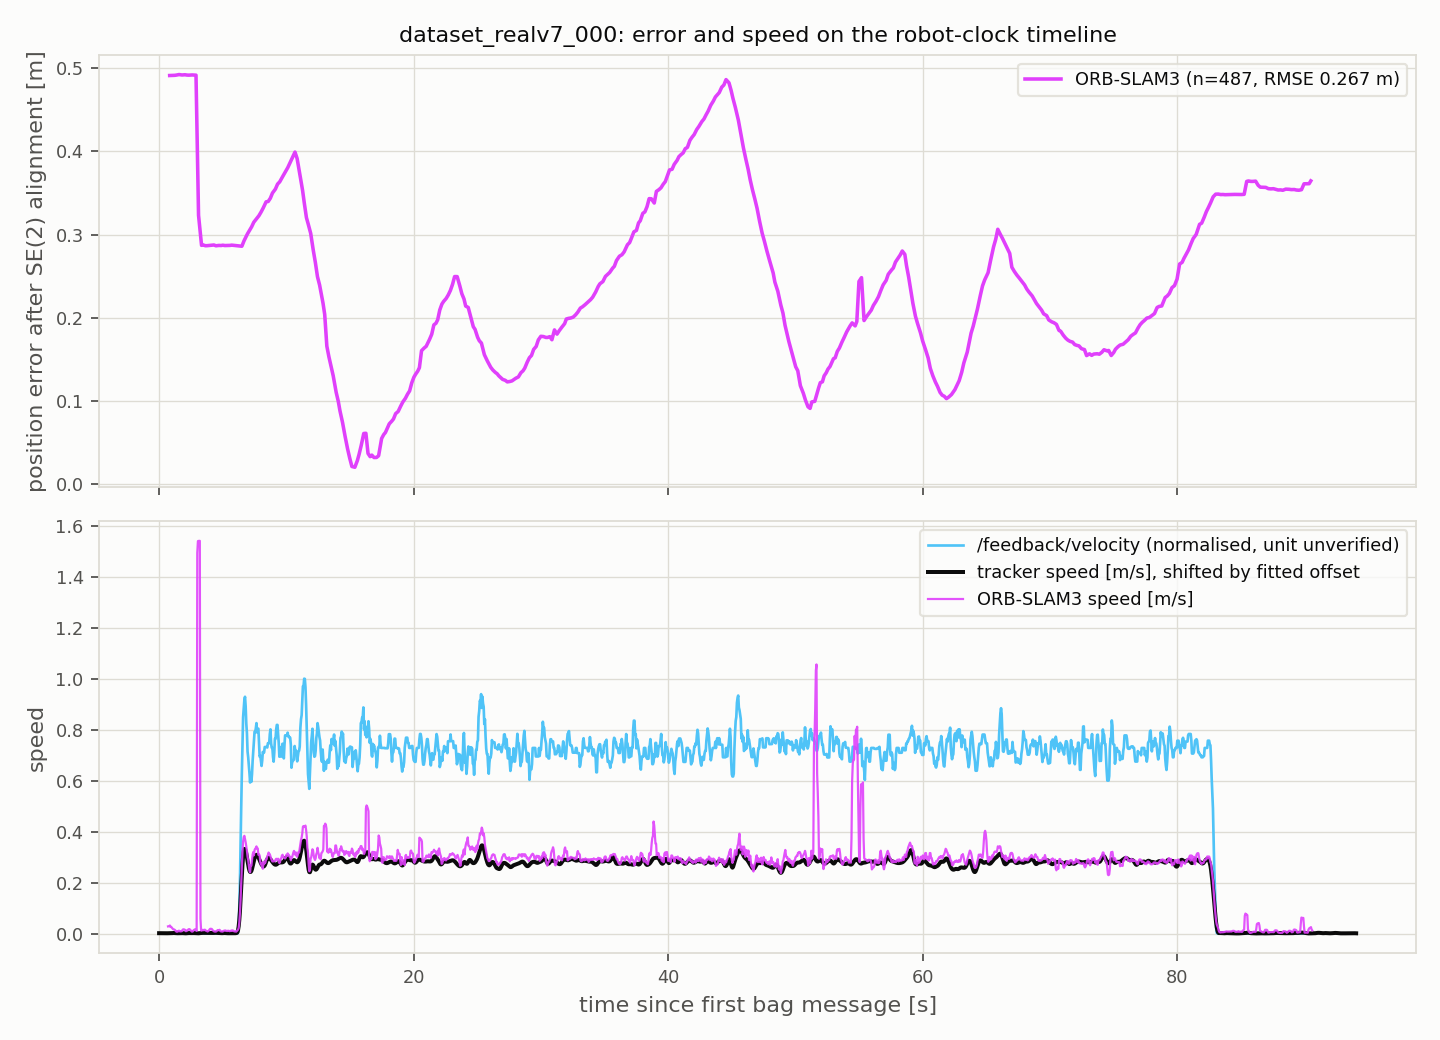 dataset_realv7_000: error and speed on the robot-clock timeline
position error after SE(2) alignment [m]
0.5
0.4
0.3
0.2
0.1
0.0
ORB-SLAM3 (n=487, RMSE 0.267 m)
speed
1.6
1.4
1.2
1.0
0.8
0.6
0.4
0.2
0.0
/feedback/velocity (normalised, unit unverified)
tracker speed [m/s], shifted by fitted offset
ORB-SLAM3 speed [m/s]
0
20
40
60
80
time since first bag message [s]